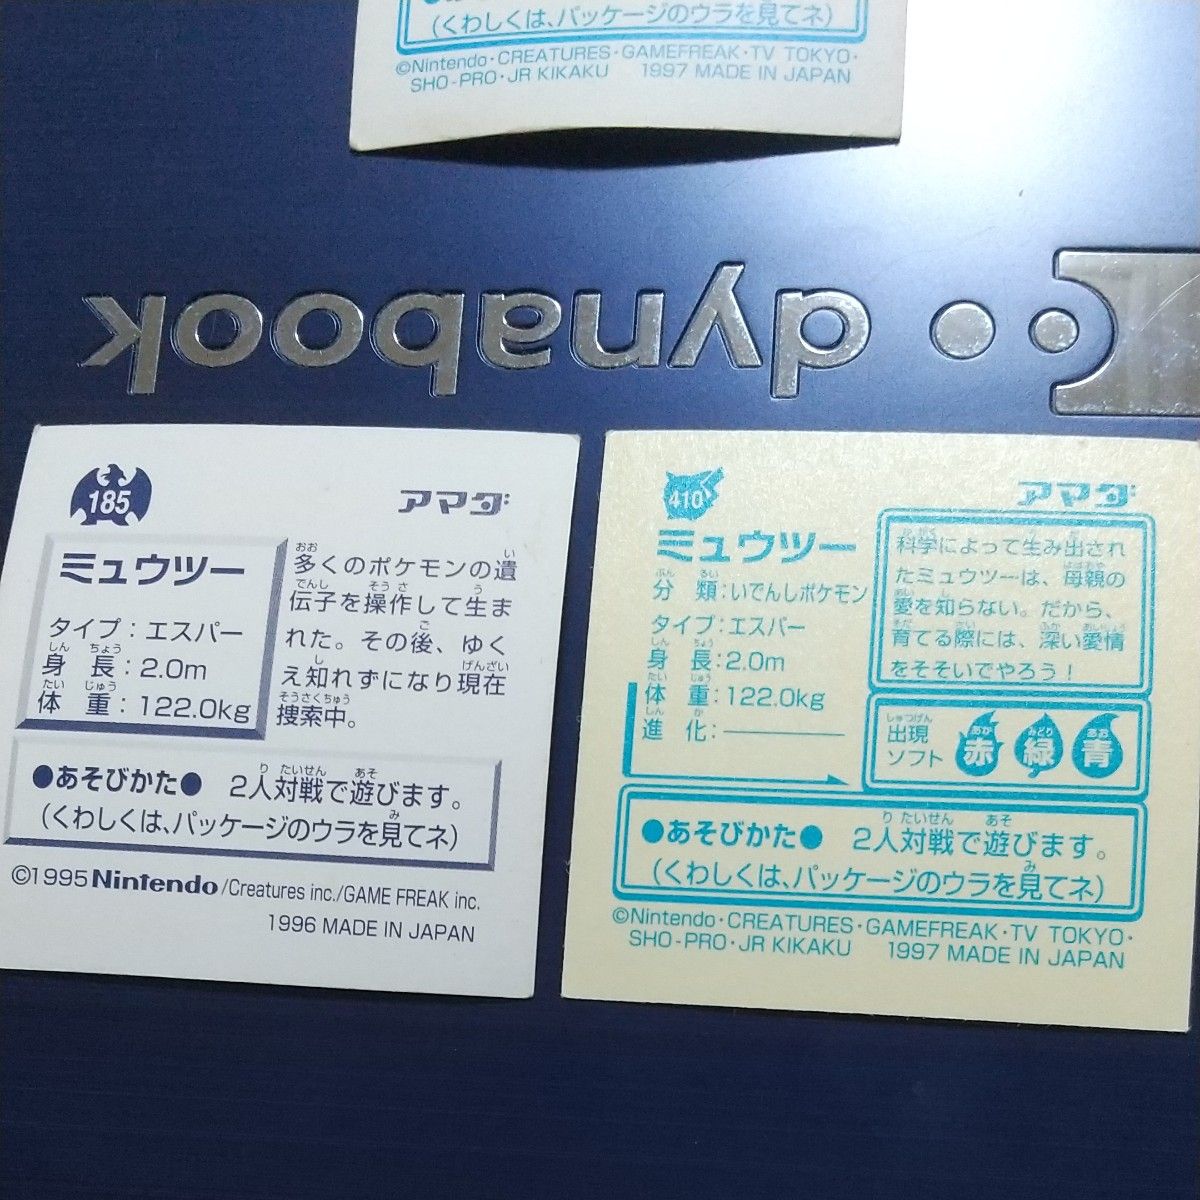 (くわしくは、パッケージのウラを見てネ)
©Nintendo・CREATURES・GAMEFREAK・TV TOKYO・
SHO-PRO・JR KIKAKU 1997 MADE IN JAPAN
dynabook
185
アマダ
ミュウツー
タイプ：エスパー
身長：2.0m
体重：122.0kg
多くのポケモンの遺
伝子を操作して生ま
れた。その後、ゆく
え知れずになり現在
捜索中。
●あそびかた● 2人対戦で遊びます。
(くわしくは、パッケージのウラを見てネ)
©1995 Nintendo/Creatures inc./GAME FREAK inc.
1996 MADE IN JAPAN
410
アマダ
ミュウツー
分類：いでんしポケモン
タイプ：エスパー
身長：2.0m
体重：122.0kg
進化：
科学によって生み出され
たミュウツーは、母親の
愛を知らない。だから、
育てる際には、深い愛情
をそそいでやろう！
出現
ソフト
赤 緑 青
●あそびかた● 2人対戦で遊びます。
(くわしくは、パッケージのウラを見てネ)
©Nintendo・CREATURES・GAMEFREAK・TV TOKYO・
SHO-PRO・JR KIKAKU 1997 MADE IN JAPAN